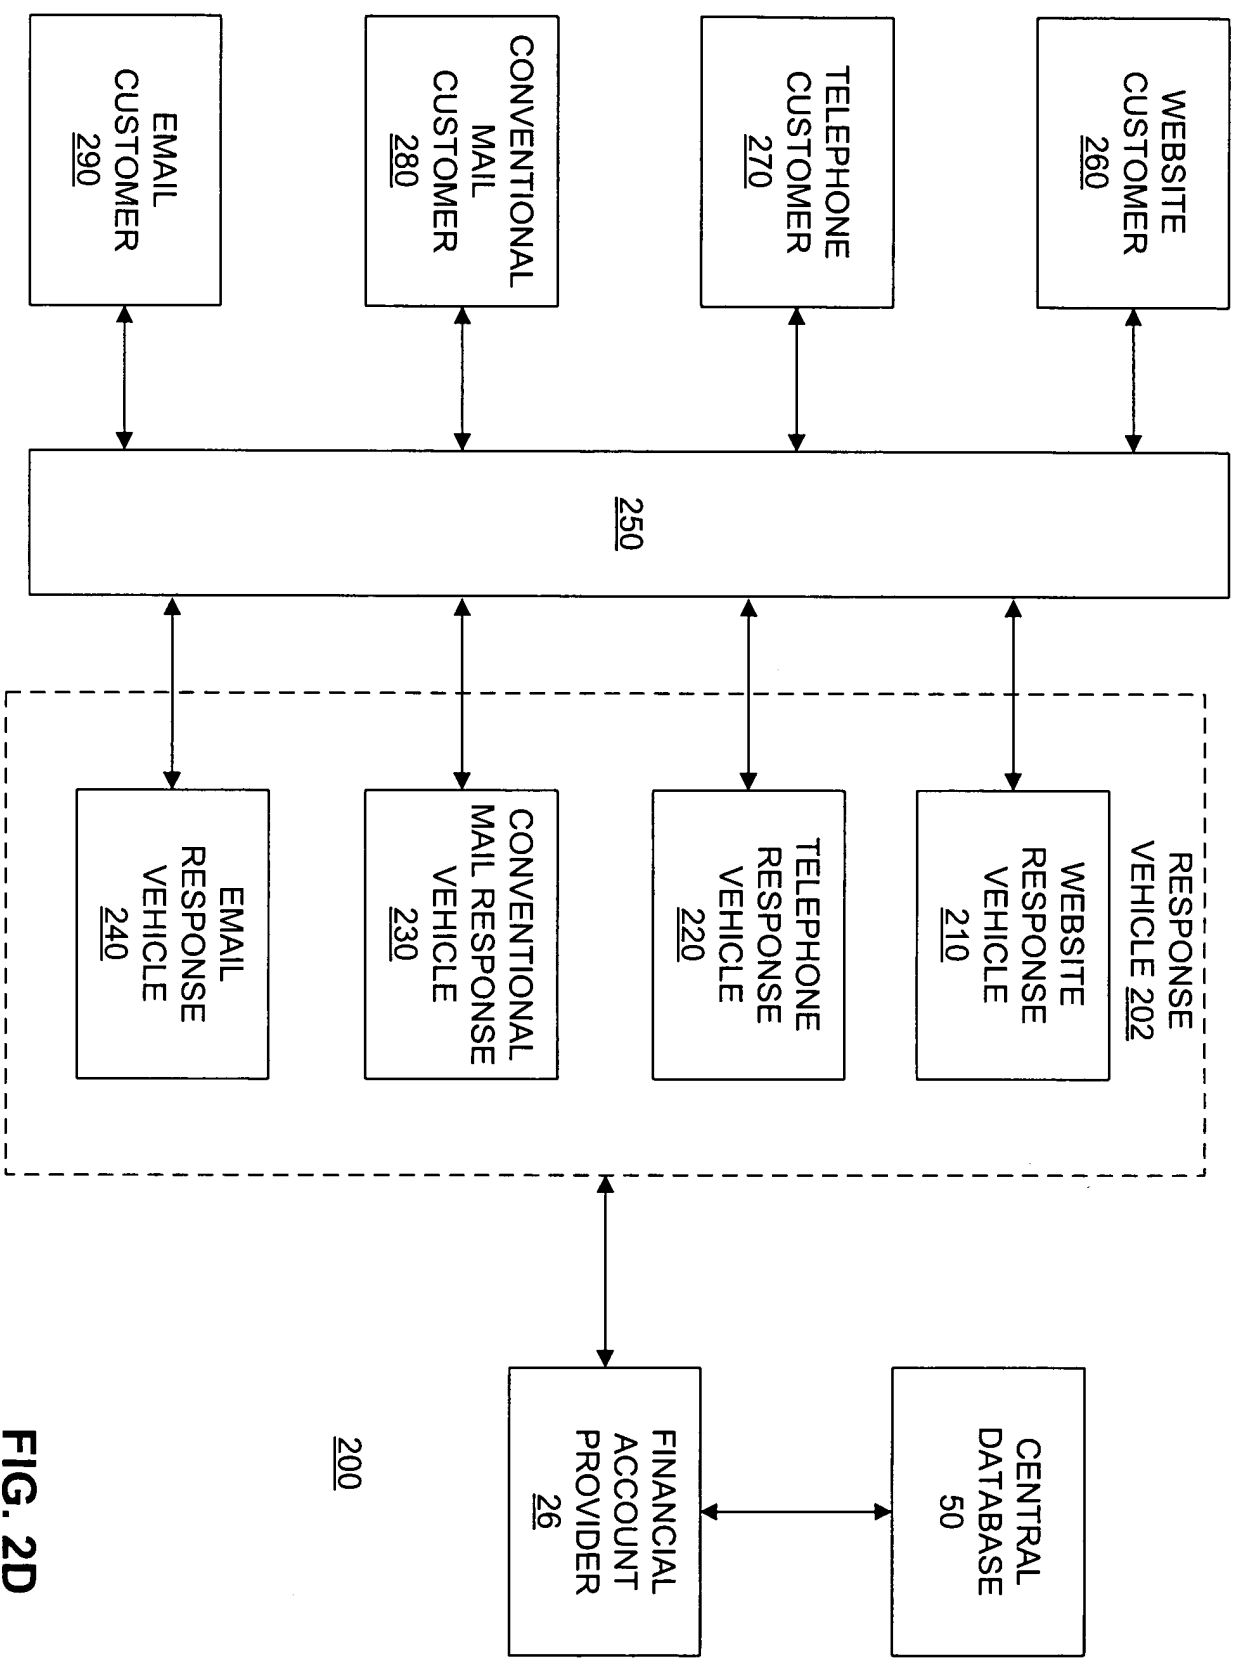 WEBSITE
CUSTOMER
260
TELEPHONE
CUSTOMER
270
CONVENTIONAL
MAIL
CUSTOMER
280
EMAIL
CUSTOMER
290
250
RESPONSE
VEHICLE 202
WEBSITE
RESPONSE
VEHICLE
210
TELEPHONE
RESPONSE
VEHICLE
220
CONVENTIONAL
MAIL RESPONSE
VEHICLE
230
EMAIL
RESPONSE
VEHICLE
240
CENTRAL
DATABASE
50
FINANCIAL
ACCOUNT
PROVIDER
26
200
FIG. 2D